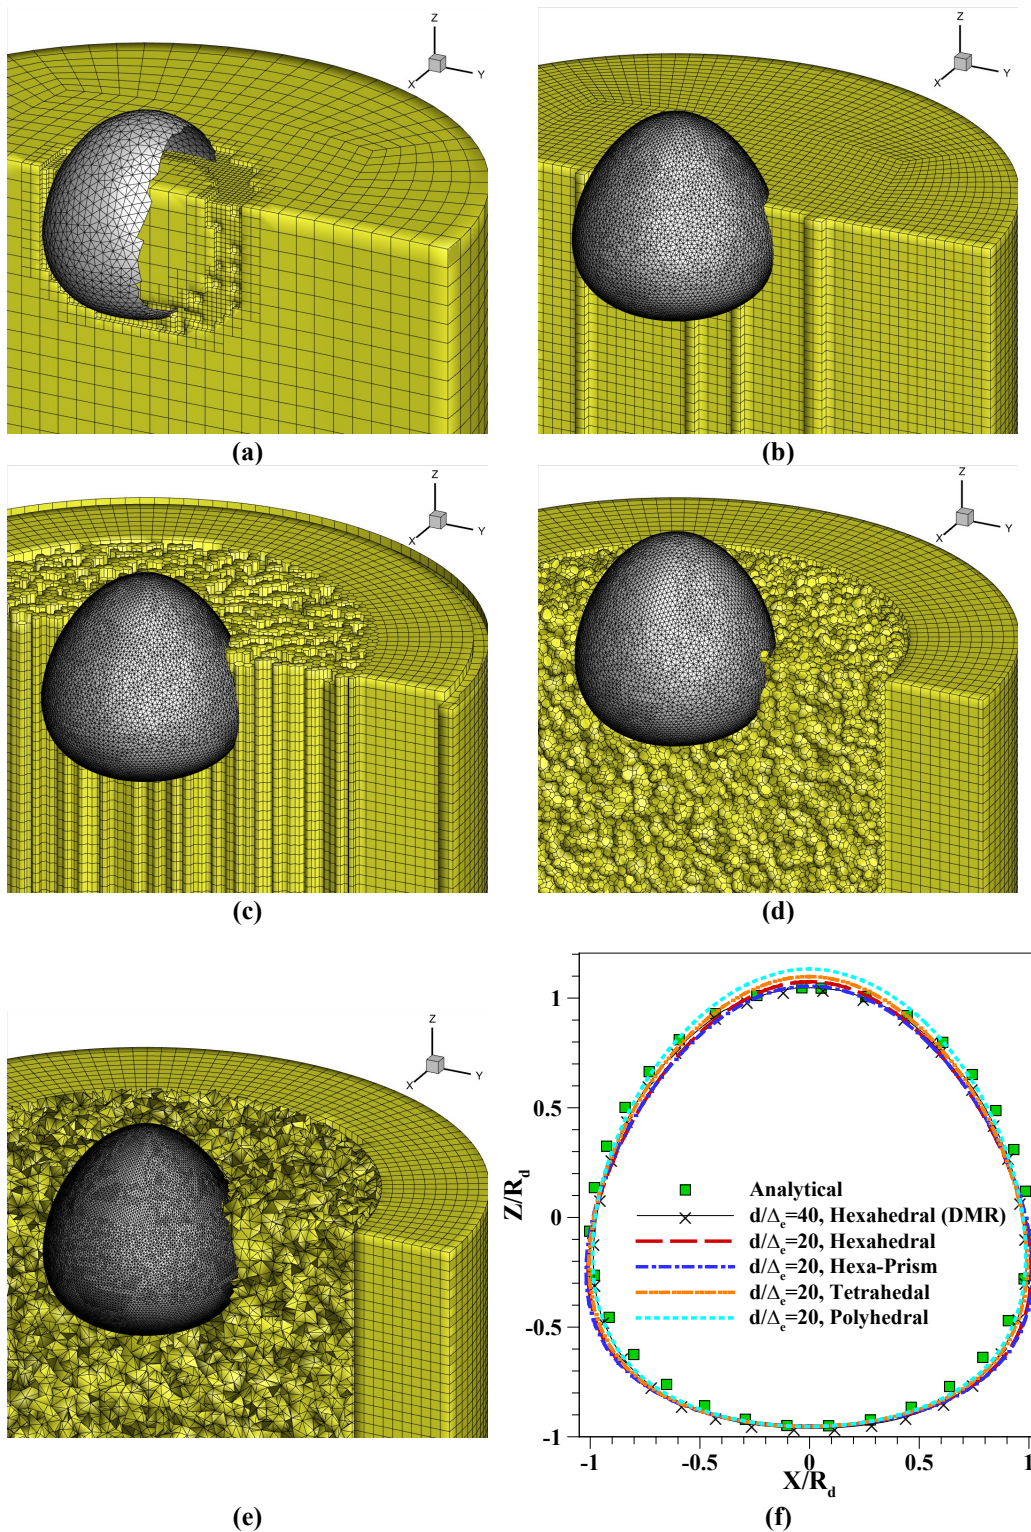 Z
X
Y
(a)
Z
X
Y
(b)
Z
X
Y
(c)
Z
X
Y
(d)
Z
X
Y
(e)
Z/R_d
1
0.5
0
-0.5
-1
Analytical
d/Δ_e=40, Hexahedral (DMR)
d/Δ_e=20, Hexahedral
d/Δ_e=20, Hexa-Prism
d/Δ_e=20, Tetrahedal
d/Δ_e=20, Polyhedral
-1 -0.5 0 0.5 1
X/R_d
(f)